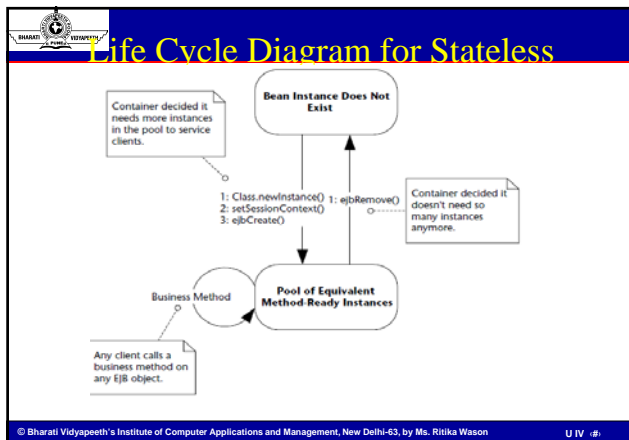 BHARATI
VIDYAPEETH
PUNE
Life Cycle Diagram for Stateless
Bean Instance Does Not
Exist
Container decided it
needs more instances
in the pool to service
clients.
1: Class.newInstance()
2: setSessionContext()
3: ejbCreate()
1: ejbRemove()
Container decided it
doesn't need so
many instances
anymore.
Business Method
Pool of Equivalent
Method-Ready Instances
Any client calls a
business method on
any EJB object.
© Bharati Vidyapeeth's Institute of Computer Applications and Management, New Delhi-63, by Ms. Ritika Wason
U IV ‹#›